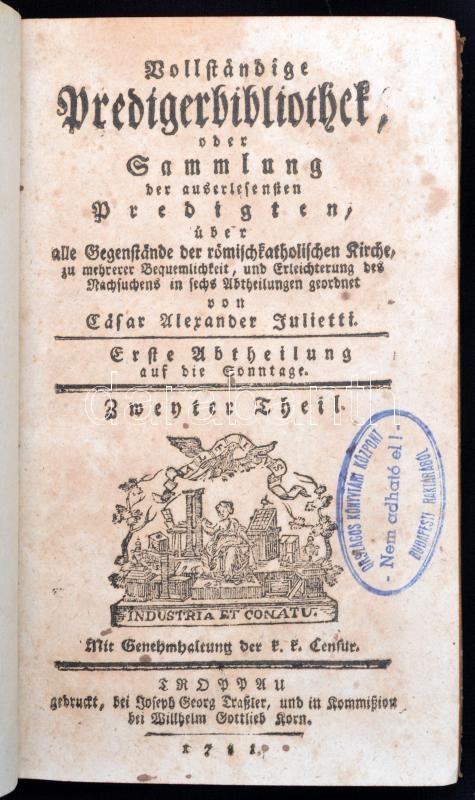 Vollständige
Predigerbibliothek,
oder
Sammlung
der auserlesensten
Predigten,
über
alle Gegenstände der römischkatholischen Kirche,
zu mehrerer Bequemlichkeit, und Erleichterung des
Nachsuchens in sechs Abtheilungen geordnet
von
Cäsar Alexander Julietti.
Erste Abtheilung
auf die Sonntage.
darabanth
Zweyter Theil.
INDUSTRIA ET CONATU.
ORSZÁGOS KÖNYVTÁRI KÖZPONT
- Nem adható el! -
BUDAPESTI RAKTÁRÁBÓL
Mit Genehmhaltung der k. k. Censur.
TROPPAU
gedruckt, bei Joseph Georg Traßler, und in Kommißion
bei Willhelm Gottlieb Korn.